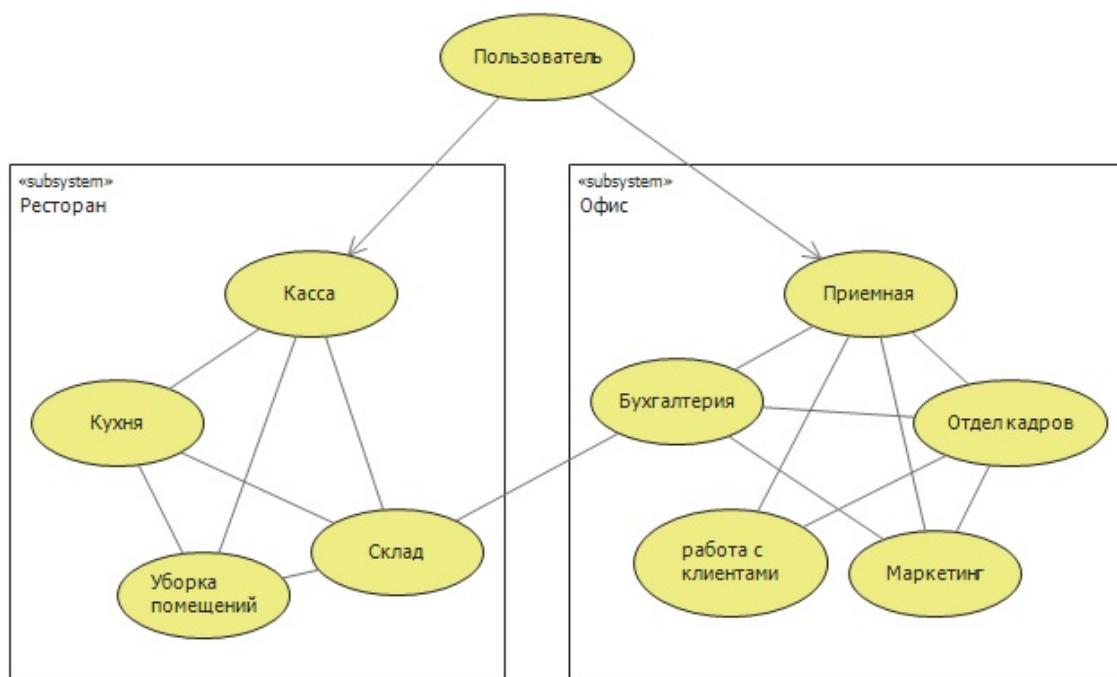 Пользователь
«subsystem»
Ресторан
«subsystem»
Офис
Касса
Приемная
Кухня
Бухгалтерия
Отдел кадров
Склад
Уборка
помещений
работа с
клиентами
Маркетинг